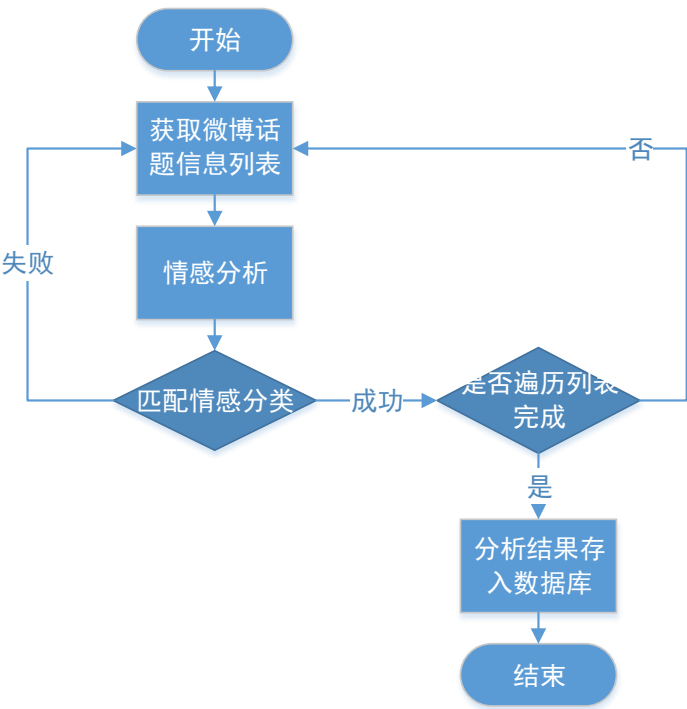 开始
获取微博话
题信息列表
否
失败
情感分析
匹配情感分类
成功
是否遍历列表
完成
是
分析结果存
入数据库
结束